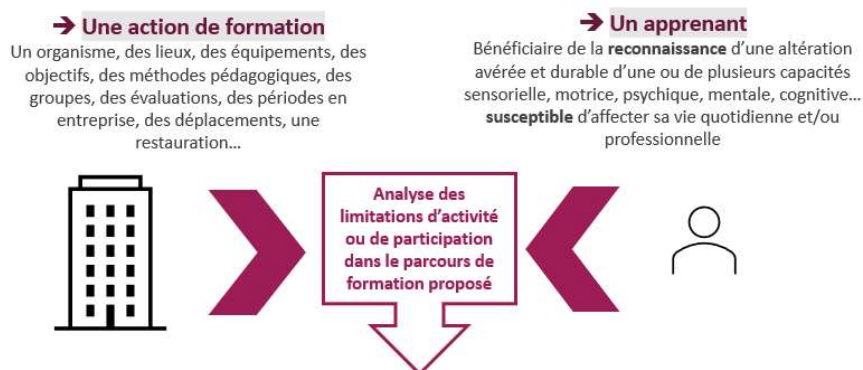 ➔ Une action de formation
Un organisme, des lieux, des équipements, des
objectifs, des méthodes pédagogiques, des
groupes, des évaluations, des périodes en
entreprise, des déplacements, une
restauration…
➔ Un apprenant
Bénéficiaire de la reconnaissance d'une altération
avérée et durable d'une ou de plusieurs capacités
sensorielle, motrice, psychique, mentale, cognitive…
susceptible d'affecter sa vie quotidienne et/ou
professionnelle
Analyse des
limitations d'activité
ou de participation
dans le parcours de
formation proposé